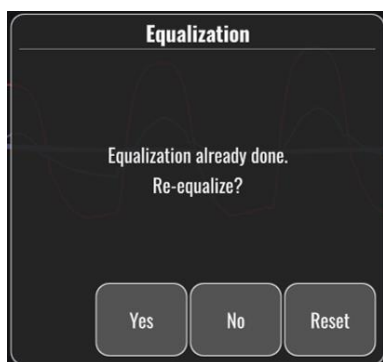 Equalization
Equalization already done.
Re-equalize?
Yes
No
Reset